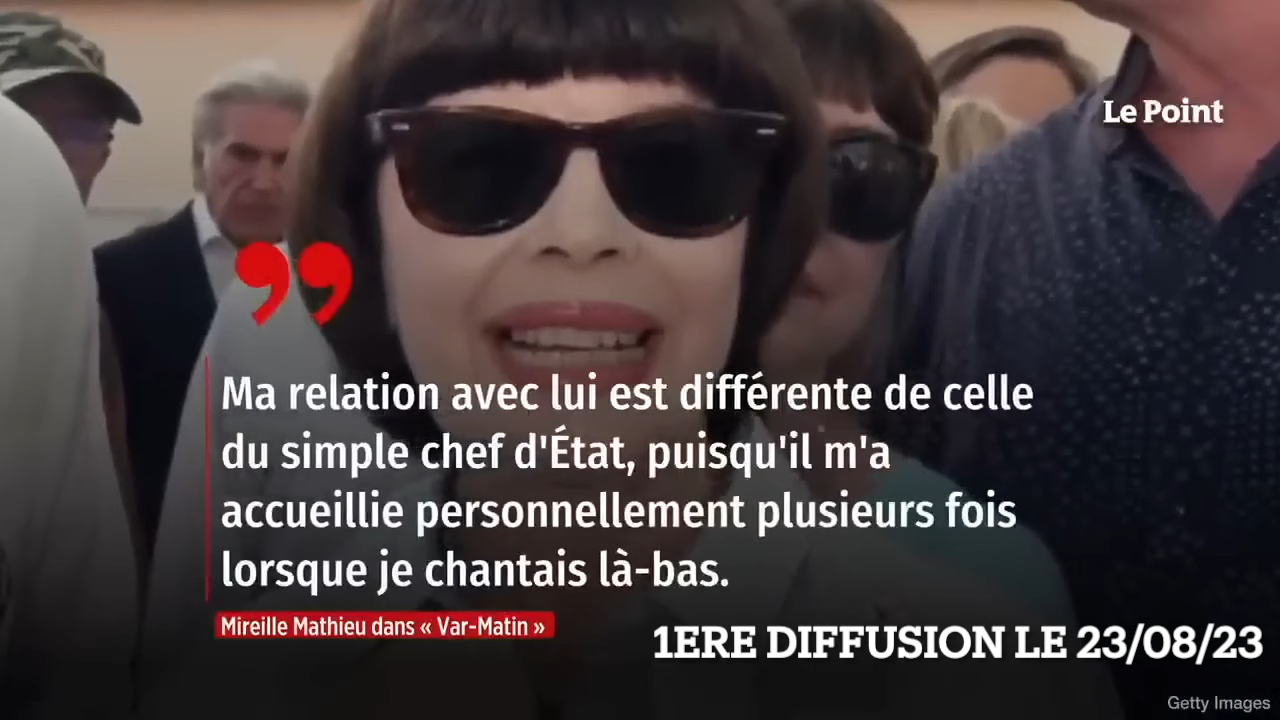 Le Point
Ma relation avec lui est différente de celle
du simple chef d'État, puisqu'il m'a
accueillie personnellement plusieurs fois
lorsque je chantais là-bas.
Mireille Mathieu dans « Var-Matin »
1ERE DIFFUSION LE 23/08/23
Getty Images